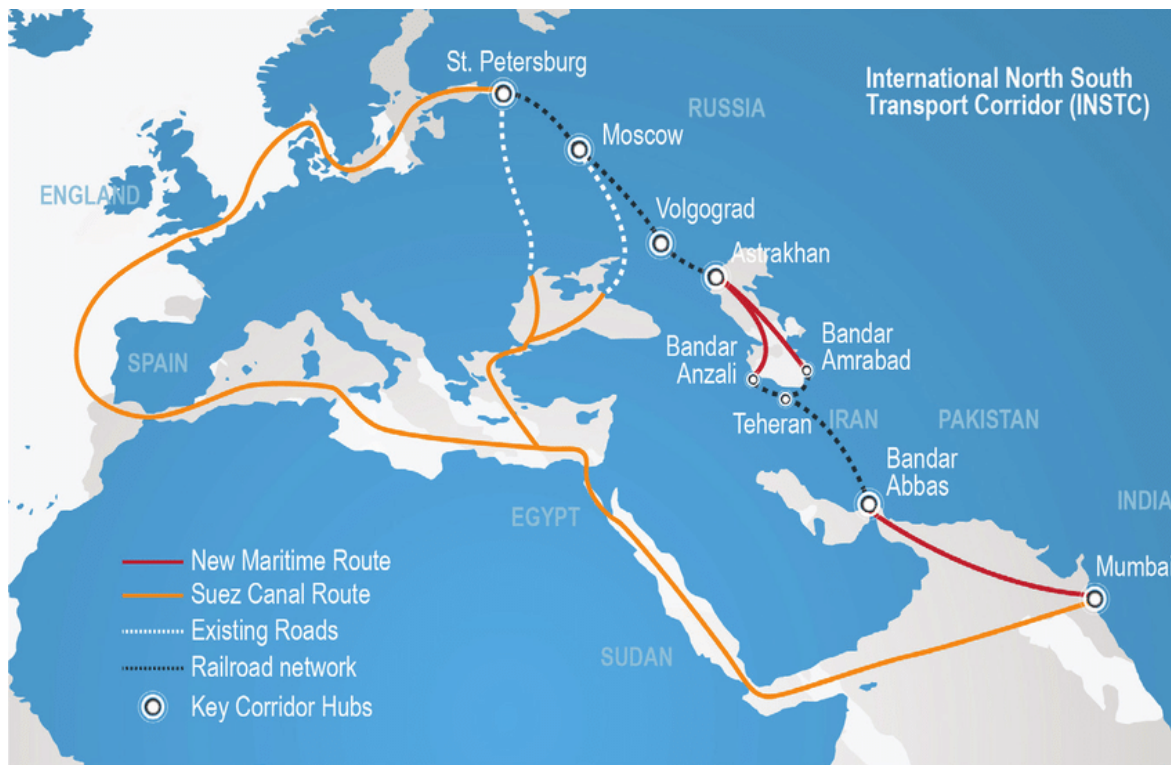 St. Petersburg
International North South
Transport Corridor (INSTC)
RUSSIA
Moscow
ENGLAND
Volgograd
Astrakhan
SPAIN
Bandar
Anzali
Bandar
Amrabad
Teheran
IRAN
PAKISTAN
Bandar
Abbas
INDIA
EGYPT
Mumbai
New Maritime Route
Suez Canal Route
Existing Roads
SUDAN
Railroad network
Key Corridor Hubs